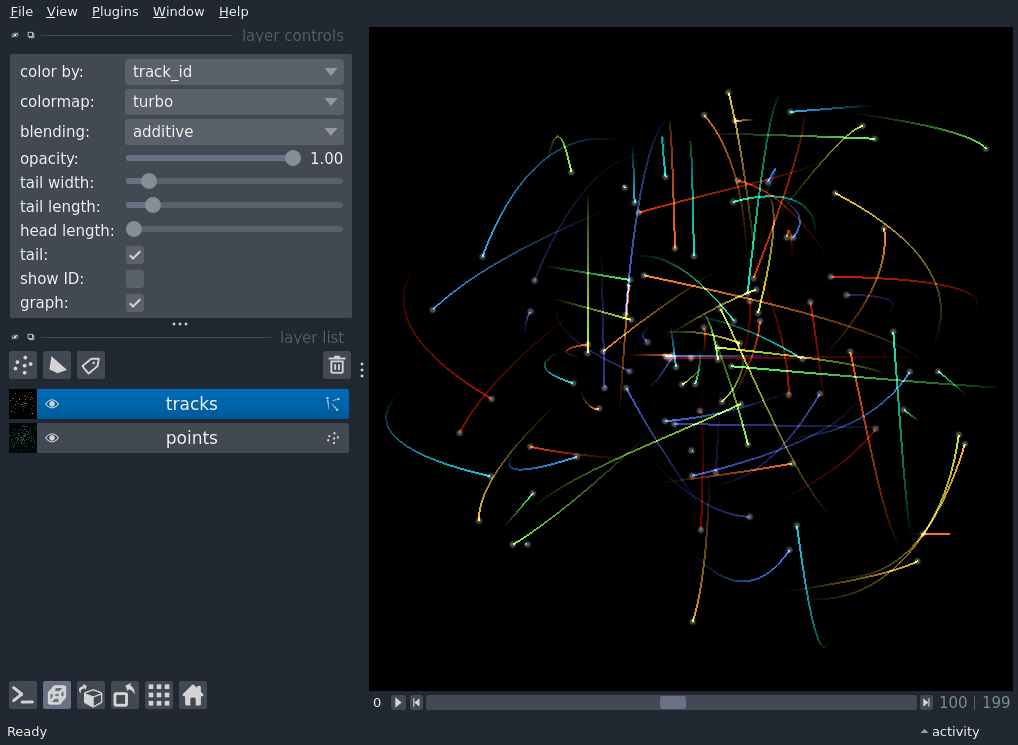 File View Plugins Window Help
layer controls
color by: track_id
colormap: turbo
blending: additive
opacity: 1.00
tail width:
tail length:
head length:
tail:
show ID:
graph:
layer list
tracks
points
0 100 | 199
Ready activity